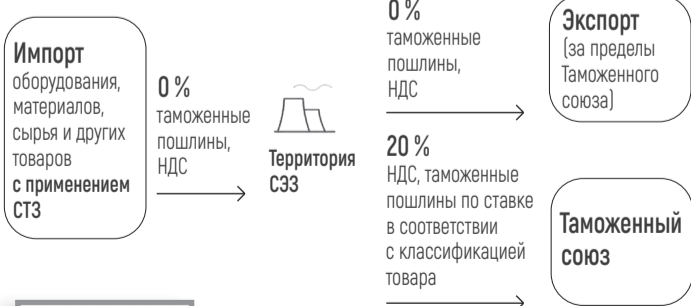 Импорт
оборудования,
материалов,
сырья и других
товаров
с применением
СТЗ
0 %
таможенные
пошлины,
НДС
Территория
СЭЗ
0 %
таможенные
пошлины,
НДС
Экспорт
(за пределы
Таможенного
союза)
20 %
НДС, таможенные
пошлины по ставке
в соответствии
с классификацией
товара
Таможенный
союз